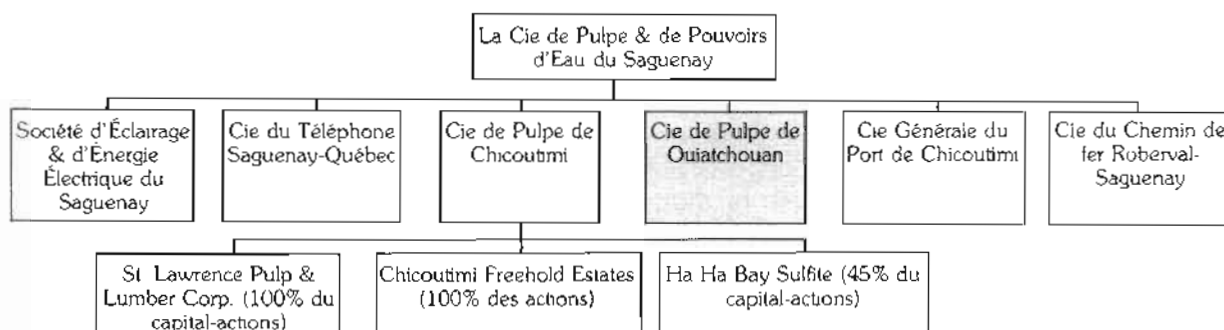 La Cie de Pulpe & de Pouvoirs
d'Eau du Saguenay
Société d'Éclairage
& d'Énergie
Électrique du
Saguenay
Cie du Téléphone
Saguenay-Québec
Cie de Pulpe de
Chicoutimi
Cie de Pulpe de
Ouiatchouan
Cie Générale du
Port de Chicoutimi
Cie du Chemin de
fer Roberval-
Saguenay
St. Lawrence Pulp &
Lumber Corp. (100% du
capital-actions)
Chicoutimi Freehold Estates
(100% des actions)
Ha Ha Bay Sulfite (45% du
capital-actions)